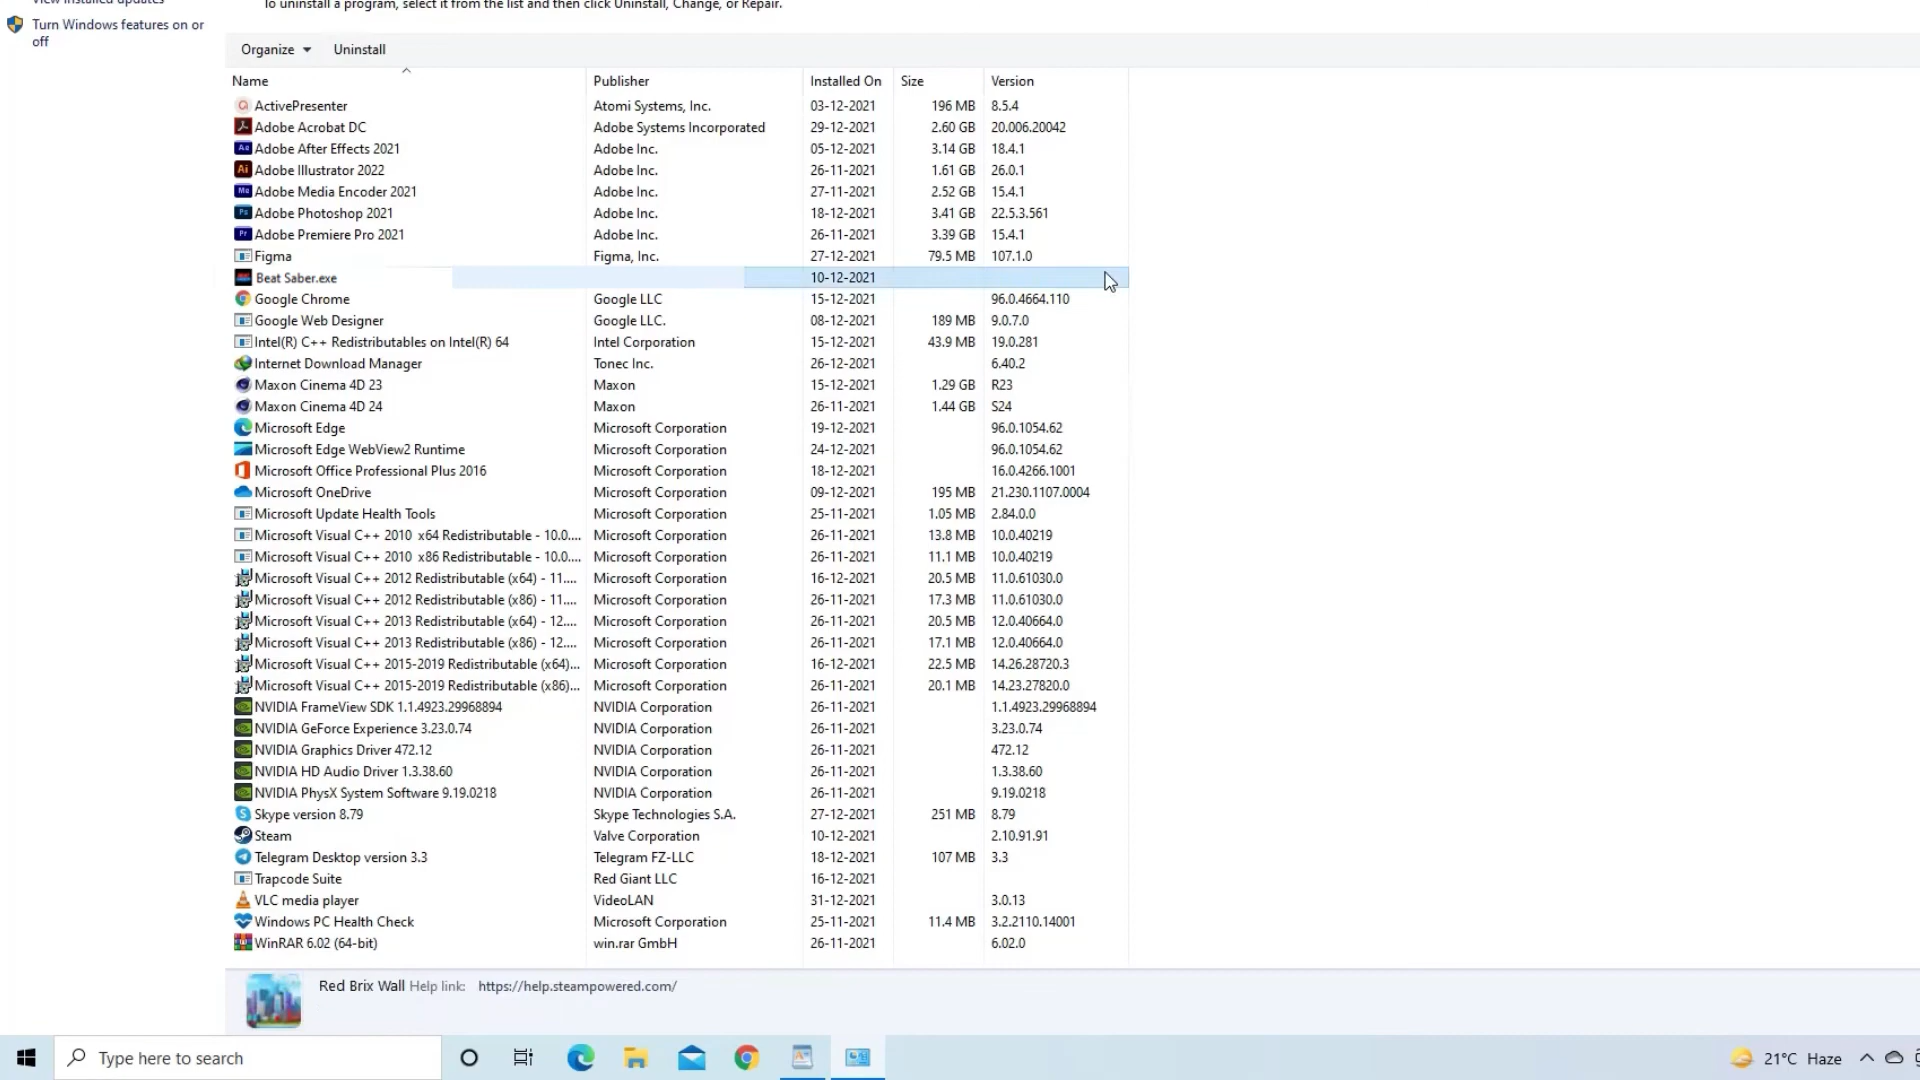 View installed updates
To uninstall a program, select it from the list and then click Uninstall, Change, or Repair.
Turn Windows features on or
off
Organize Uninstall
Name Publisher Installed On Size Version
ActivePresenter Atomi Systems, Inc. 03-12-2021 196 MB 8.5.4
Adobe Acrobat DC Adobe Systems Incorporated 29-12-2021 2.60 GB 20.006.20042
Adobe After Effects 2021 Adobe Inc. 05-12-2021 3.14 GB 18.4.1
Adobe Illustrator 2022 Adobe Inc. 26-11-2021 1.61 GB 26.0.1
Adobe Media Encoder 2021 Adobe Inc. 27-11-2021 2.52 GB 15.4.1
Adobe Photoshop 2021 Adobe Inc. 18-12-2021 3.41 GB 22.5.3.561
Adobe Premiere Pro 2021 Adobe Inc. 26-11-2021 3.39 GB 15.4.1
Figma Figma, Inc. 27-12-2021 79.5 MB 107.1.0
Beat Saber.exe 10-12-2021
Google Chrome Google LLC 15-12-2021 96.0.4664.110
Google Web Designer Google LLC. 08-12-2021 189 MB 9.0.7.0
Intel(R) C++ Redistributables on Intel(R) 64 Intel Corporation 15-12-2021 43.9 MB 19.0.281
Internet Download Manager Tonec Inc. 26-12-2021 6.40.2
Maxon Cinema 4D 23 Maxon 15-12-2021 1.29 GB R23
Maxon Cinema 4D 24 Maxon 26-11-2021 1.44 GB S24
Microsoft Edge Microsoft Corporation 19-12-2021 96.0.1054.62
Microsoft Edge WebView2 Runtime Microsoft Corporation 24-12-2021 96.0.1054.62
Microsoft Office Professional Plus 2016 Microsoft Corporation 18-12-2021 16.0.4266.1001
Microsoft OneDrive Microsoft Corporation 09-12-2021 195 MB 21.230.1107.0004
Microsoft Update Health Tools Microsoft Corporation 25-11-2021 1.05 MB 2.84.0.0
Microsoft Visual C++ 2010 x64 Redistributable - 10.0.... Microsoft Corporation 26-11-2021 13.8 MB 10.0.40219
Microsoft Visual C++ 2010 x86 Redistributable - 10.0.... Microsoft Corporation 26-11-2021 11.1 MB 10.0.40219
Microsoft Visual C++ 2012 Redistributable (x64) - 11.... Microsoft Corporation 16-12-2021 20.5 MB 11.0.61030.0
Microsoft Visual C++ 2012 Redistributable (x86) - 11.... Microsoft Corporation 26-11-2021 17.3 MB 11.0.61030.0
Microsoft Visual C++ 2013 Redistributable (x64) - 12.... Microsoft Corporation 26-11-2021 20.5 MB 12.0.40664.0
Microsoft Visual C++ 2013 Redistributable (x86) - 12.... Microsoft Corporation 26-11-2021 17.1 MB 12.0.40664.0
Microsoft Visual C++ 2015-2019 Redistributable (x64)... Microsoft Corporation 16-12-2021 22.5 MB 14.26.28720.3
Microsoft Visual C++ 2015-2019 Redistributable (x86)... Microsoft Corporation 26-11-2021 20.1 MB 14.23.27820.0
NVIDIA FrameView SDK 1.1.4923.29968894 NVIDIA Corporation 26-11-2021 1.1.4923.29968894
NVIDIA GeForce Experience 3.23.0.74 NVIDIA Corporation 26-11-2021 3.23.0.74
NVIDIA Graphics Driver 472.12 NVIDIA Corporation 26-11-2021 472.12
NVIDIA HD Audio Driver 1.3.38.60 NVIDIA Corporation 26-11-2021 1.3.38.60
NVIDIA PhysX System Software 9.19.0218 NVIDIA Corporation 26-11-2021 9.19.0218
Skype version 8.79 Skype Technologies S.A. 27-12-2021 251 MB 8.79
Steam Valve Corporation 10-12-2021 2.10.91.91
Telegram Desktop version 3.3 Telegram FZ-LLC 18-12-2021 107 MB 3.3
Trapcode Suite Red Giant LLC 16-12-2021
VLC media player VideoLAN 31-12-2021 3.0.13
Windows PC Health Check Microsoft Corporation 25-11-2021 11.4 MB 3.2.2110.14001
WinRAR 6.02 (64-bit) win.rar GmbH 26-11-2021 6.02.0
Red Brix Wall Help link: https://help.steampowered.com/
Type here to search 21°C Haze